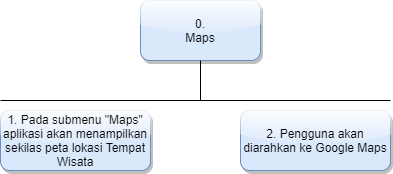 0.
Maps
1. Pada submenu "Maps"
aplikasi akan menampilkan
sekilas peta lokasi Tempat
Wisata
2. Pengguna akan
diarahkan ke Google Maps